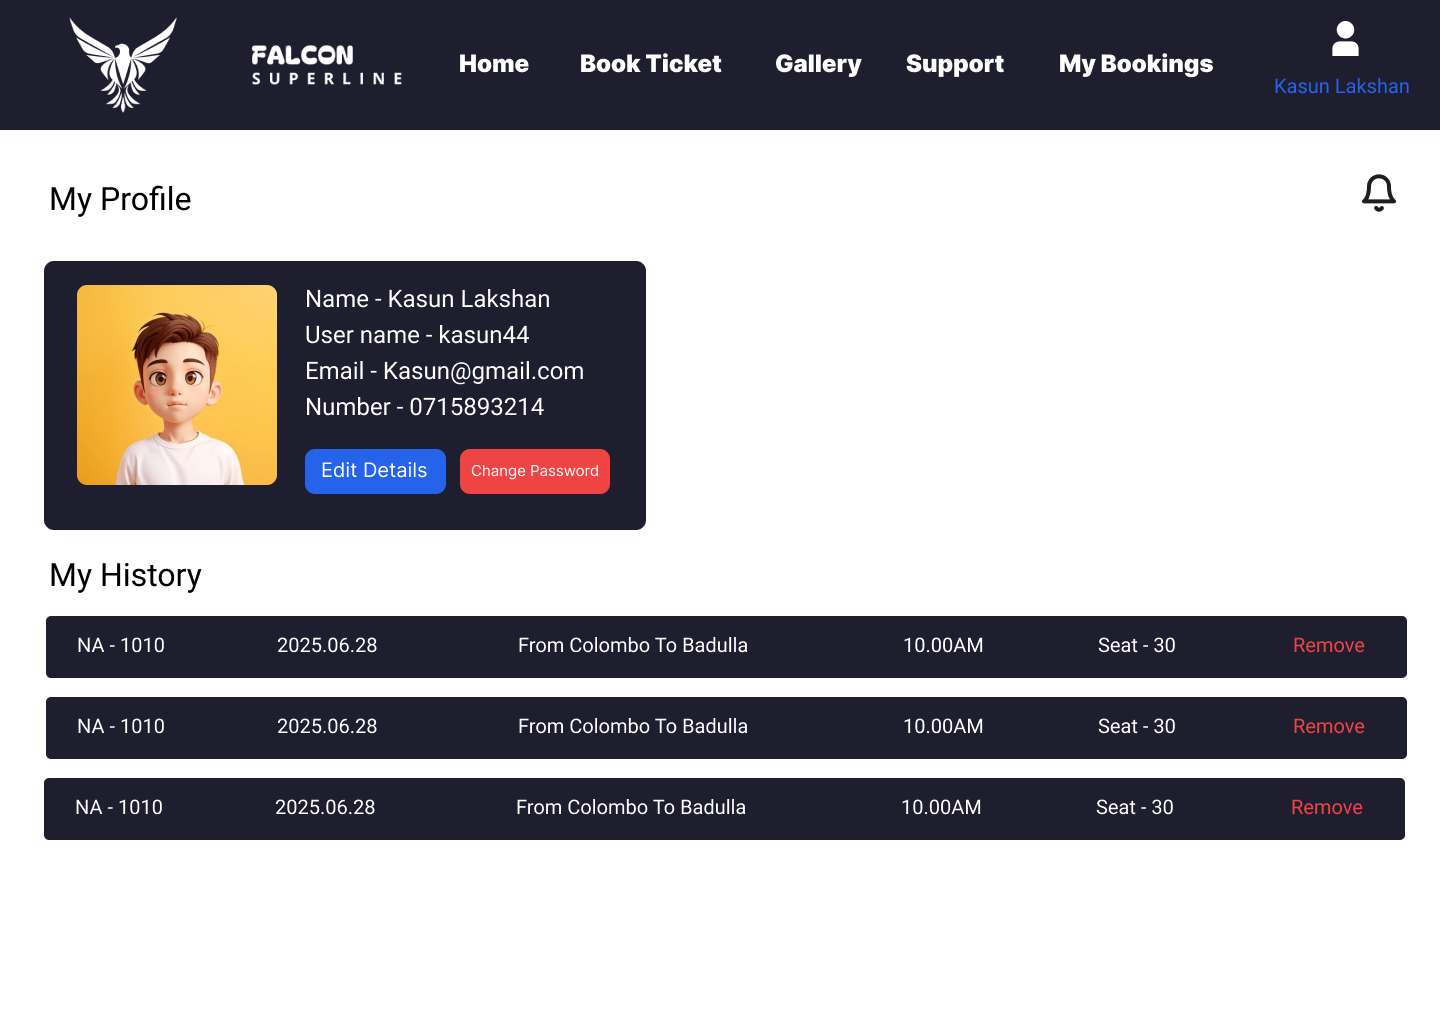 FALCON
SUPERLINE
Home Book Ticket Gallery Support My Bookings
Kasun Lakshan
My Profile
Name - Kasun Lakshan
User name - kasun44
Email - Kasun@gmail.com
Number - 0715893214
Edit Details Change Password
My History
NA - 1010 2025.06.28 From Colombo To Badulla 10.00AM Seat - 30 Remove
NA - 1010 2025.06.28 From Colombo To Badulla 10.00AM Seat - 30 Remove
NA - 1010 2025.06.28 From Colombo To Badulla 10.00AM Seat - 30 Remove